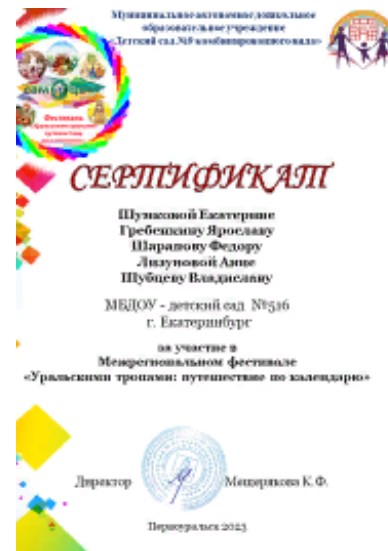 Муниципальное автономное дошкольное
образовательное учреждение
«Детский сад №9 комбинированного вида»
Фестиваль
СЕРТИФИКАТ
Шумковой Екатерине
Гребенкину Ярославу
Шарапову Федору
Лизуновой Анне
Шубцеву Владиславу
МБДОУ - детский сад №516
г. Екатеринбург
за участие в
Межрегиональном фестивале
«Уральскими тропами: путешествие по календарю»
Директор Мещерякова К.Ф.
Первоуральск 2023